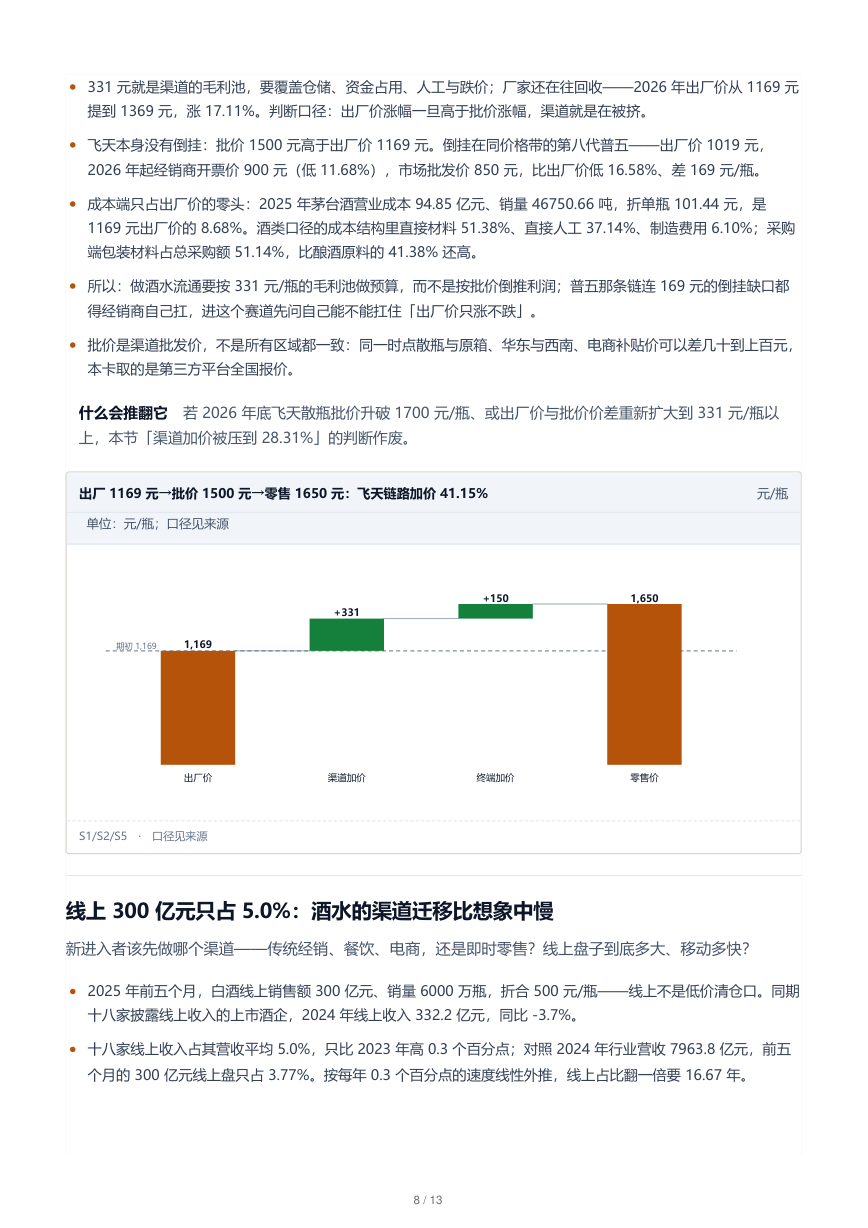 331 元就是渠道的毛利池，要覆盖仓储、资金占用、人工与跌价；厂家还在往回收——2026 年出厂价从 1169 元
提到 1369 元，涨 17.11%。判断口径：出厂价涨幅一旦高于批价涨幅，渠道就是在被挤。
飞天本身没有倒挂：批价 1500 元高于出厂价 1169 元。倒挂在同价格带的第八代普五——出厂价 1019 元，
2026 年起经销商开票价 900 元（低 11.68%），市场批发价 850 元，比出厂价低 16.58%、差 169 元/瓶。
成本端只占出厂价的零头：2025 年茅台酒营业成本 94.85 亿元、销量 46750.66 吨，折单瓶 101.44 元，是
1169 元出厂价的 8.68%。酒类口径的成本结构里直接材料 51.38%、直接人工 37.14%、制造费用 6.10%；采购
端包装材料占总采购额 51.14%，比酿酒原料的 41.38% 还高。
所以：做酒水流通要按 331 元/瓶的毛利池做预算，而不是按批价倒推利润；普五那条链连 169 元的倒挂缺口都
得经销商自己扛，进这个赛道先问自己能不能扛住「出厂价只涨不跌」。
批价是渠道批发价，不是所有区域都一致：同一时点散瓶与原箱、华东与西南、电商补贴价可以差几十到上百元，
本卡取的是第三方平台全国报价。
什么会推翻它 若 2026 年底飞天散瓶批价升破 1700 元/瓶、或出厂价与批价价差重新扩大到 331 元/瓶以
上，本节「渠道加价被压到 28.31%」的判断作废。
出厂 1169 元→批价 1500 元→零售 1650 元：飞天链路加价 41.15% 元/瓶
单位：元/瓶；口径见来源
+150 1,650
+331
期初 1,169 1,169
出厂价 渠道加价 终端加价 零售价
S1/S2/S5 · 口径见来源
线上 300 亿元只占 5.0%：酒水的渠道迁移比想象中慢
新进入者该先做哪个渠道——传统经销、餐饮、电商，还是即时零售？线上盘子到底多大、移动多快？
2025 年前五个月，白酒线上销售额 300 亿元、销量 6000 万瓶，折合 500 元/瓶——线上不是低价清仓口。同期
十八家披露线上收入的上市酒企，2024 年线上收入 332.2 亿元，同比 -3.7%。
十八家线上收入占其营收平均 5.0%，只比 2023 年高 0.3 个百分点；对照 2024 年行业营收 7963.8 亿元，前五
个月的 300 亿元线上盘只占 3.77%。按每年 0.3 个百分点的速度线性外推，线上占比翻一倍要 16.67 年。
8 / 13